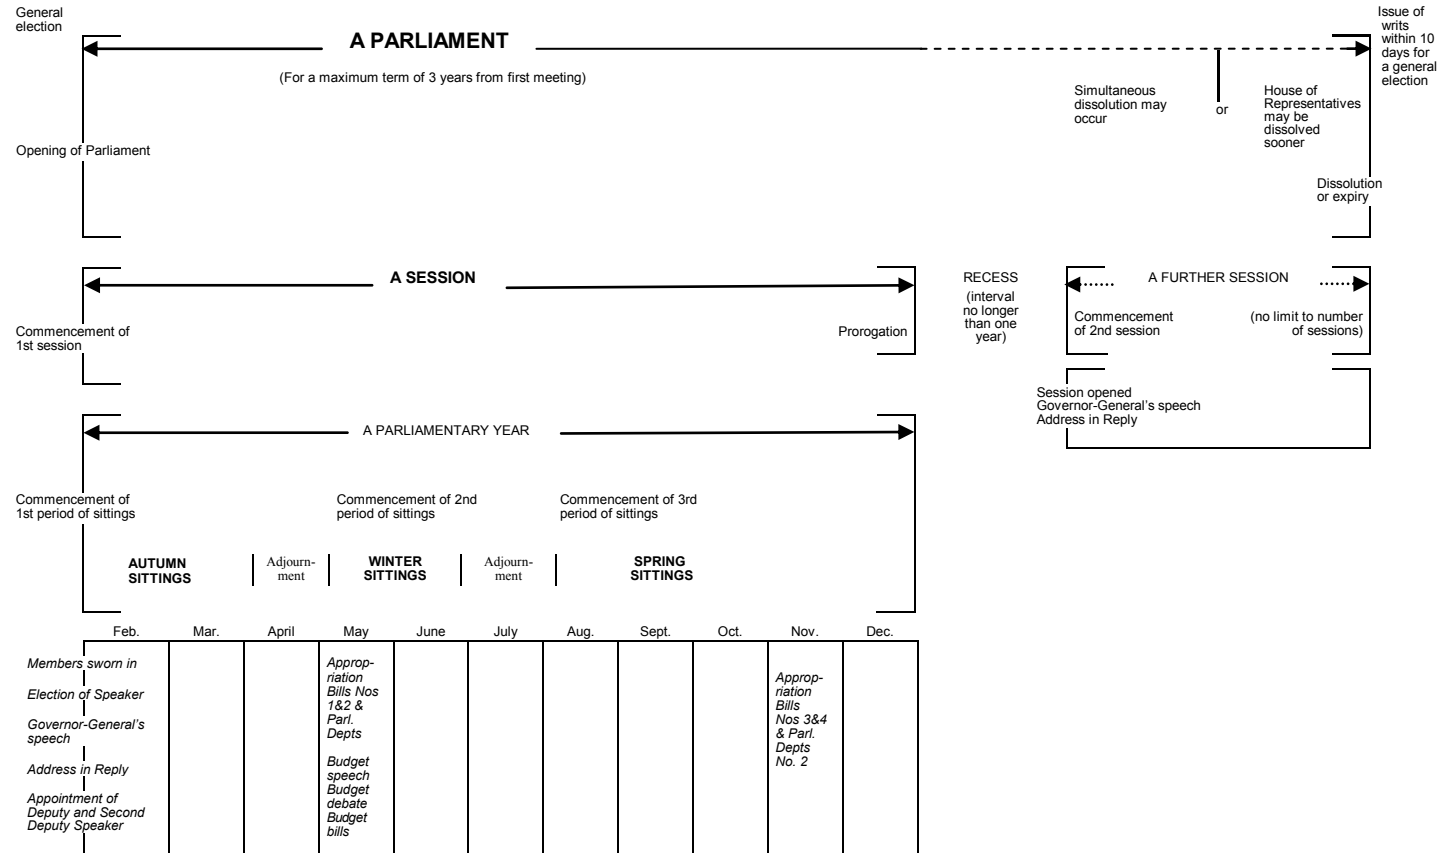 General
election
A PARLIAMENT
(For a maximum term of 3 years from first meeting)
Issue of
writs
within 10
days for
a general
election
Simultaneous
dissolution may
occur
or
House of
Representatives
may be
dissolved
sooner
Opening of Parliament
Dissolution
or expiry
A SESSION
Commencement of
1st session
Prorogation
RECESS
(interval
no longer
than one
year)
A FURTHER SESSION
Commencement
of 2nd session
(no limit to number
of sessions)
Session opened
Governor-General’s speech
Address in Reply
A PARLIAMENTARY YEAR
Commencement of
1st period of sittings
Commencement of 2nd
period of sittings
Commencement of 3rd
period of sittings
AUTUMN
SITTINGS
Adjourn-
ment
WINTER
SITTINGS
Adjourn-
ment
SPRING
SITTINGS
Feb. Mar. April May June July Aug. Sept. Oct. Nov. Dec.
Members sworn in
Election of Speaker
Governor-General’s
speech
Address in Reply
Appointment of
Deputy and Second
Deputy Speaker
Approp-
riation
Bills Nos
1&2 &
Parl.
Depts
Budget
speech
Budget
debate
Budget
bills
Approp-
riation
Bills
Nos 3&4
& Parl.
Depts
No. 2